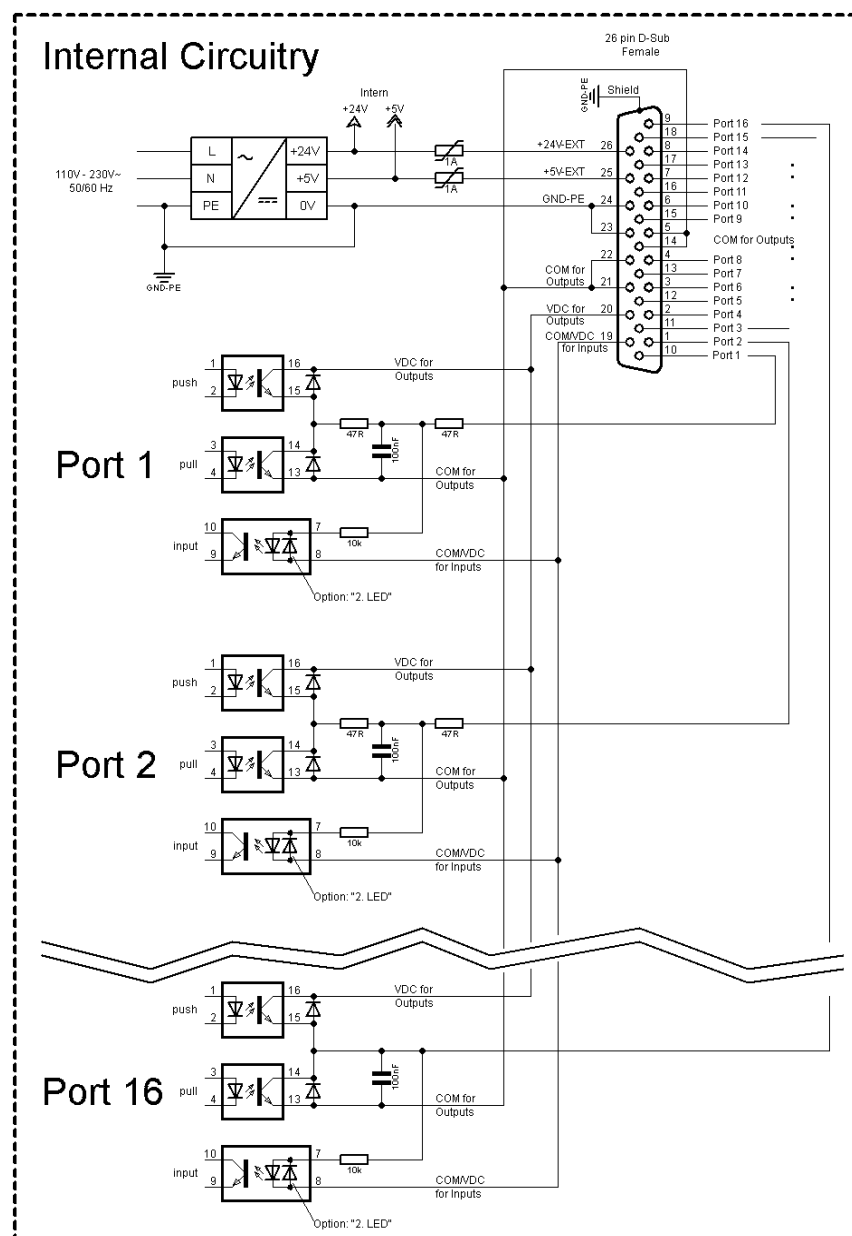 Internal Circuitry
26 pin D-Sub
Female
Intern
+24V
+5V
GND-PE
Shield
L
+24V
N
+5V
PE
0V
110V - 230V~
50/60 Hz
1A
1A
GND-PE
+24V-EXT 26
+5V-EXT 25
GND-PE 24
23
22
COM for
Outputs
21
VDC for
Outputs
20
COM/VDC
for Inputs
19
9 Port 16
18 Port 15
8 Port 14
17 Port 13
7 Port 12
16 Port 11
6 Port 10
15 Port 9
5
14 COM for Outputs
4 Port 8
13 Port 7
3 Port 6
12 Port 5
2 Port 4
11 Port 3
1 Port 2
10 Port 1
Port 1
push
1
2
16
15
VDC for
Outputs
47R
100nF
47R
pull
3
4
14
13
COM for
Outputs
input
10
9
7
8
10k
COM/VDC
for Inputs
Option: "2. LED"
Port 2
push
1
2
16
15
VDC for
Outputs
47R
100nF
47R
pull
3
4
14
13
COM for
Outputs
input
10
9
7
8
10k
COM/VDC
for Inputs
Option: "2. LED"
Port 16
push
1
2
16
15
VDC for
Outputs
100nF
pull
3
4
14
13
COM for
Outputs
input
10
9
7
8
10k
COM/VDC
for Inputs
Option: "2. LED"